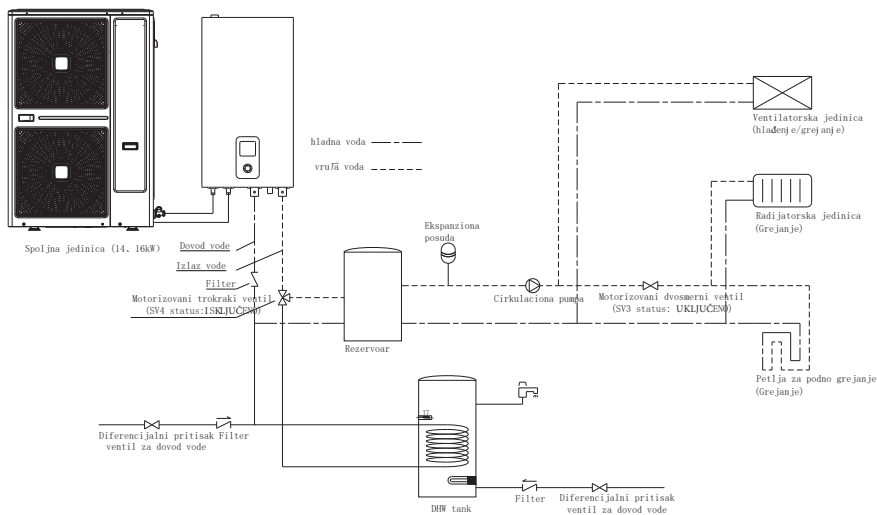 hladna voda
vruća voda
Ventilatorska jedinica
(hlađenje/grejanje)
Radijatorska jedinica
(Grejanje)
Ekspanziona
posuda
Spoljna jedinica (14、16kW)
Dovod vode
Izlaz vode
Filter
Motorizovani trokraki ventil
(SV4 status:ISKLJUČENO)
Cirkulaciona pumpa
Motorizovani dvosmerni ventil
(SV3 status: UKLJUČENO)
Rezervoar
Petlja za podno grejanje
(Grejanje)
T7
Diferencijalni pritisak Filter
ventil za dovod vode
DHW tank
Filter
Diferencijalni pritisak
ventil za dovod vode